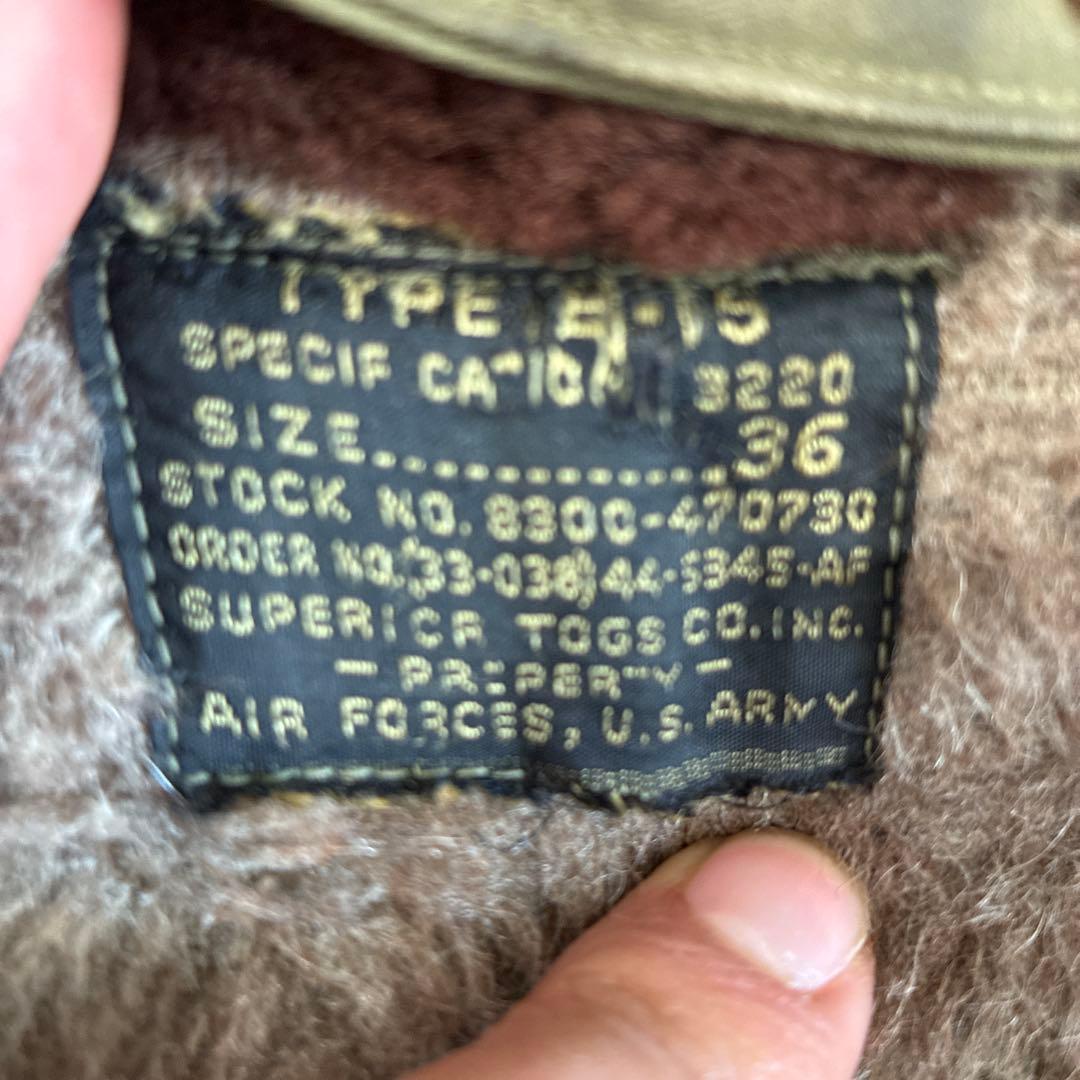 TYPE B-15
SPECIFICATION 3220
SIZE..............36
STOCK NO. 8300-470730
ORDER NO. (33-038) 44-5345-AF
SUPERIOR TOGS CO. INC.
— PROPERTY —
AIR FORCES, U.S. ARMY